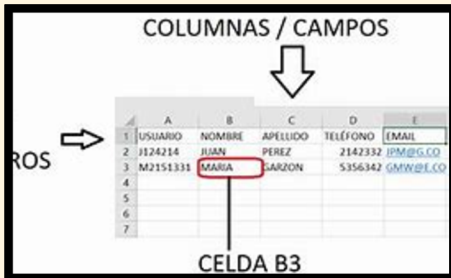 COLUMNAS / CAMPOS
A B C D E
1 USUARIO NOMBRE APELLIDO TELÉFONO EMAIL
ROS
2 J124214 JUAN PEREZ 2142332 JPM@G.CO
3 M2151331 MARIA GARZON 5356342 GMW@E.CO
4
5
6
7
CELDA B3